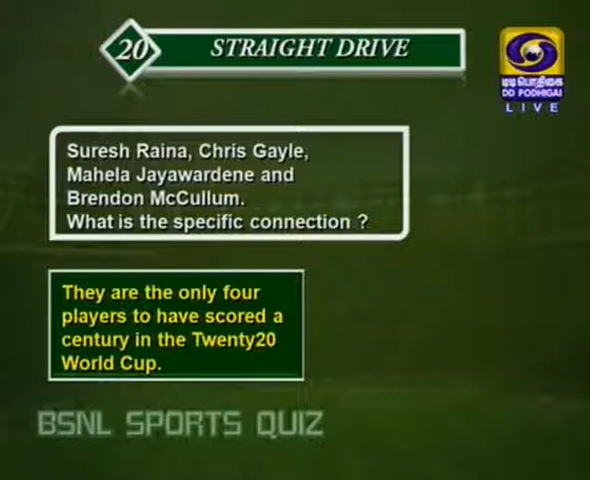 20
STRAIGHT DRIVE
டிடி பொதிகை
DD PODHIGAI
LIVE
Suresh Raina, Chris Gayle,
Mahela Jayawardene and
Brendon McCullum.
What is the specific connection ?
They are the only four
players to have scored a
century in the Twenty20
World Cup.
BSNL SPORTS QUIZ